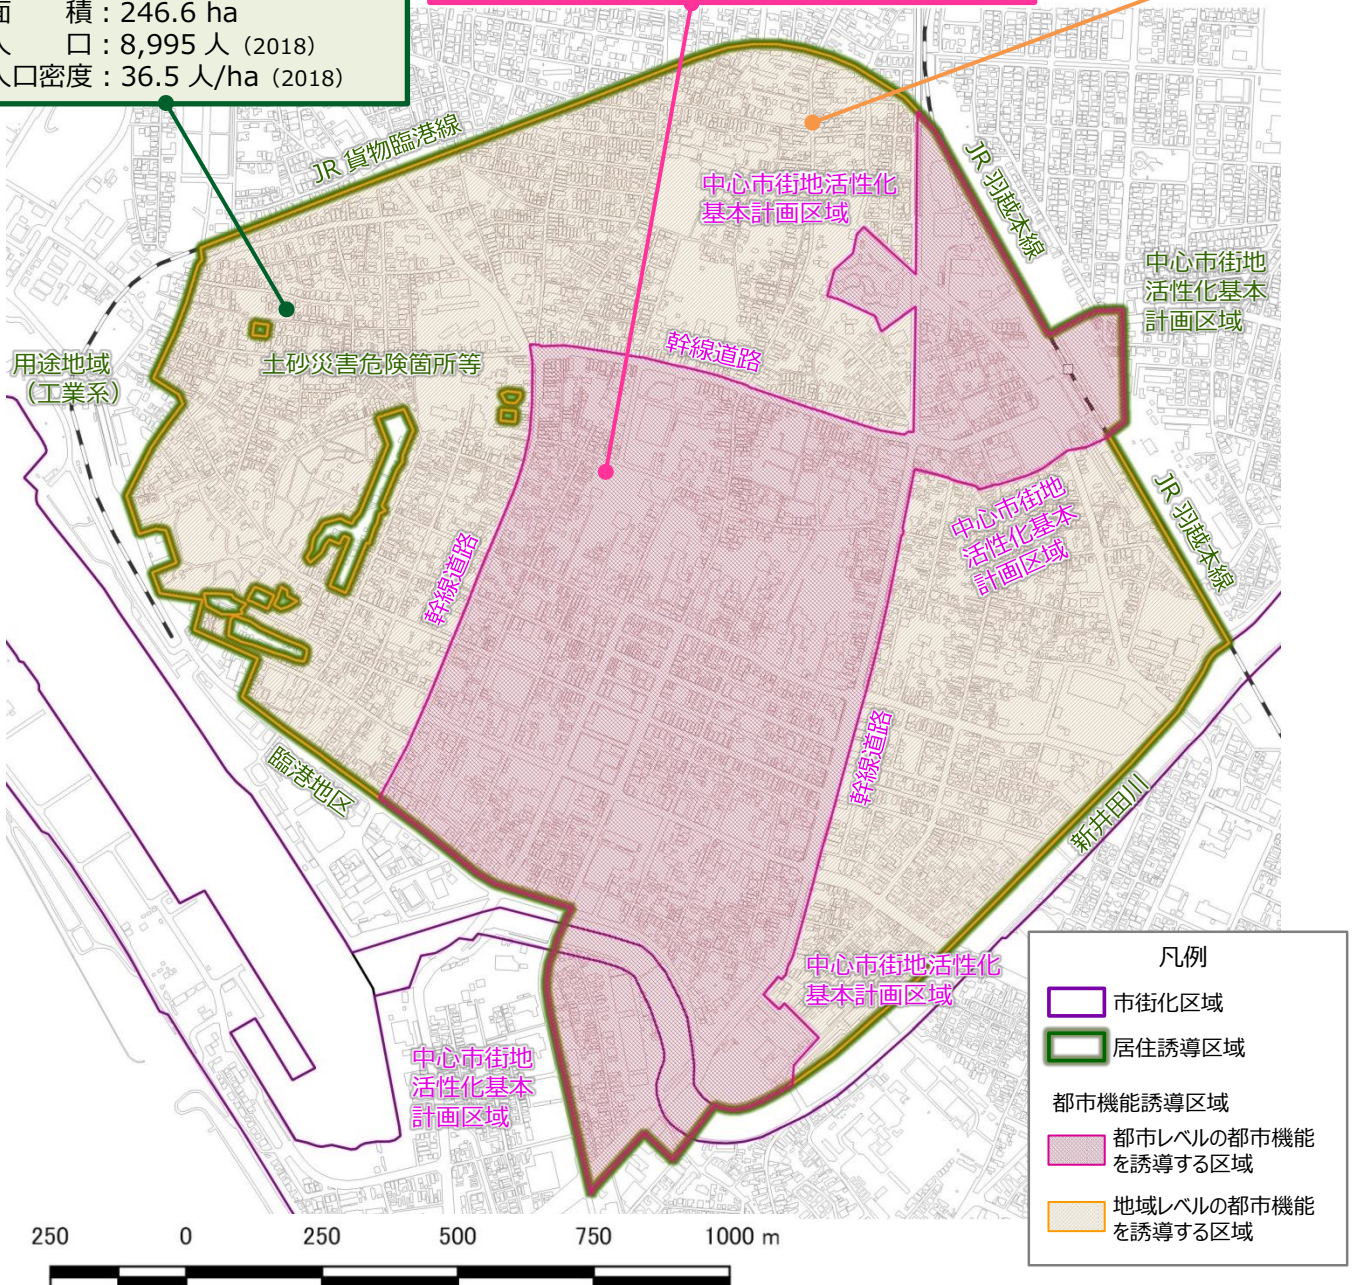 積：246.6 ha
口：8,995 人（2018）
人口密度：36.5 人/ha（2018）
JR 貨物臨港線
中心市街地活性化
基本計画区域
JR 羽越本線
中心市街地
活性化基本
計画区域
幹線道路
用途地域
（工業系）
土砂災害危険箇所等
中心市街地
活性化基本
計画区域
JR 羽越本線
幹線道路
幹線道路
臨港地区
新井田川
中心市街地活性化
基本計画区域
中心市街地
活性化基本
計画区域
凡例
市街化区域
居住誘導区域
都市機能誘導区域
都市レベルの都市機能
を誘導する区域
地域レベルの都市機能
を誘導する区域
250 0 250 500 750 1000 m